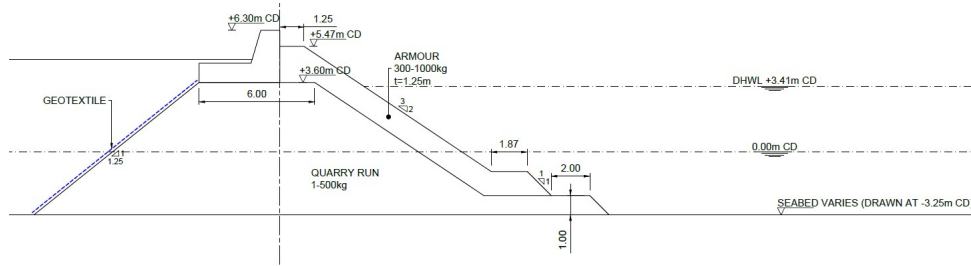 +6.30m CD
1.25
+5.47m CD
ARMOUR
300-1000kg
t=1.25m
+3.60m CD
DHWL +3.41m CD
GEOTEXTILE
6.00
3
2
1
1.25
1.87
0.00m CD
QUARRY RUN
1-500kg
1
1
2.00
SEABED VARIES (DRAWN AT -3.25m CD)
1.00